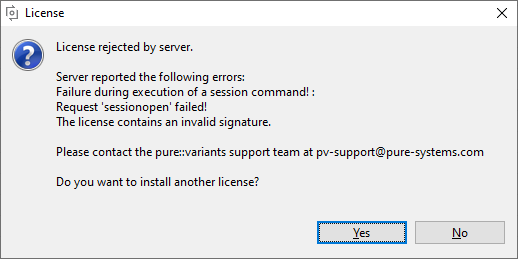 License
License rejected by server.
Server reported the following errors:
Failure during execution of a session command! :
Request 'sessionopen' failed!
The license contains an invalid signature.
Please contact the pure::variants support team at pv-support@pure-systems.com
Do you want to install another license?
Yes
No